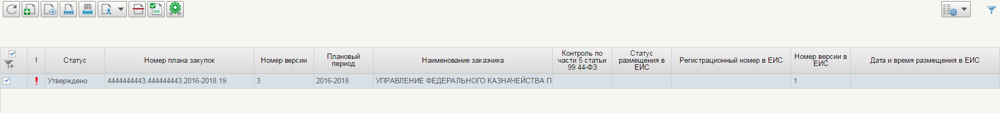 ФК
!
Статус
Номер плана закупок
Номер версии
Плановый
период
Наименование заказчика
Контроль по
части 5 статьи
99 44-ФЗ
Статус
размещения в
ЕИС
Регистрационный номер в ЕИС
Номер версии в
ЕИС
Дата и время размещения в ЕИС
!
Утверждено
4444444443.444444443.2016-2018.19
3
2016-2018
УПРАВЛЕНИЕ ФЕДЕРАЛЬНОГО КАЗНАЧЕЙСТВА П
1